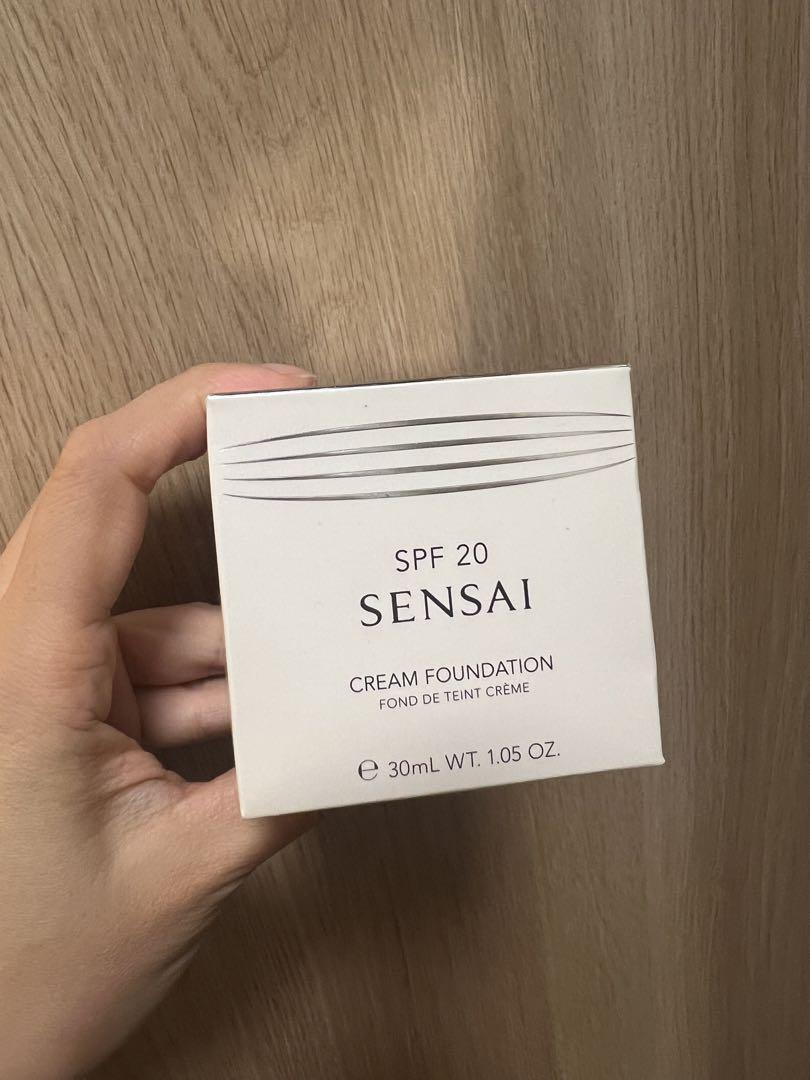 SPF 20
SENSAI
CREAM FOUNDATION
FOND DE TEINT CRÈME
℮ 30mL WT. 1.05 OZ.